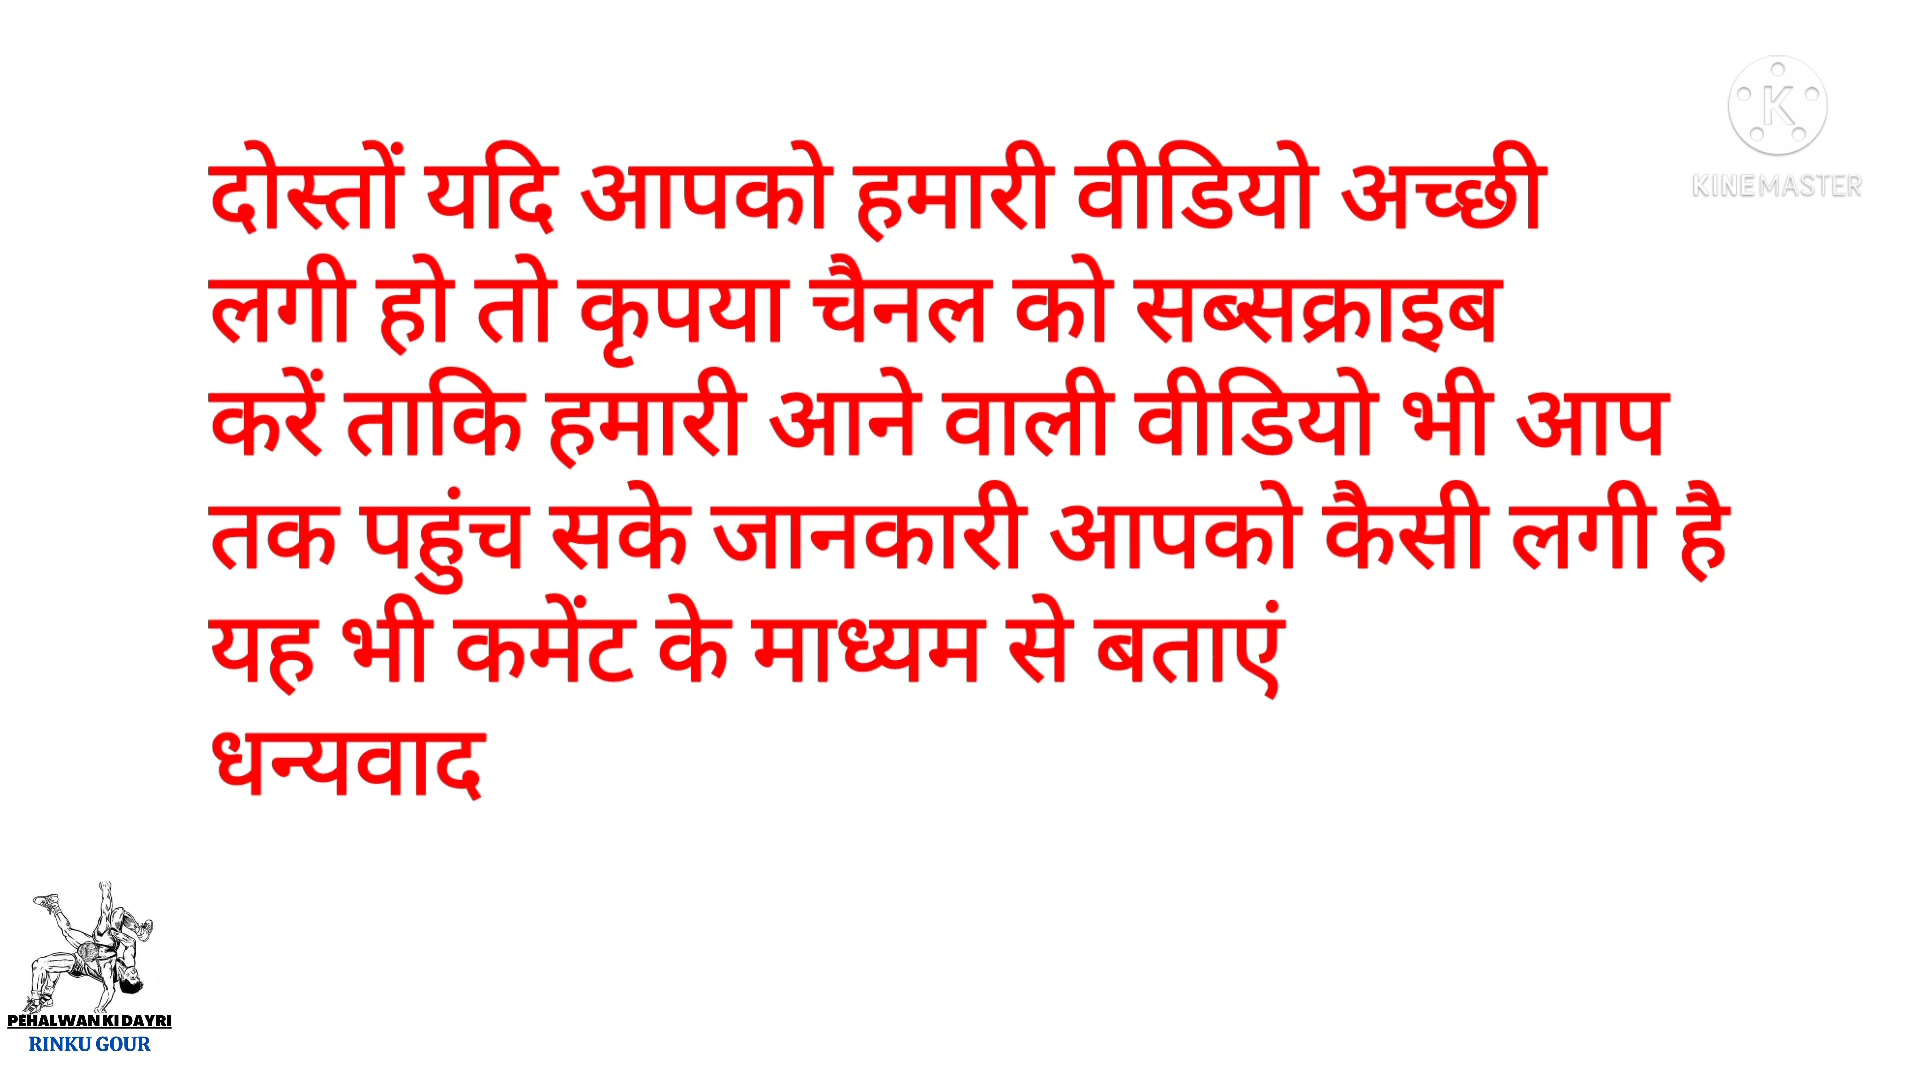 दोस्तों यदि आपको हमारी वीडियो अच्छी
लगी हो तो कृपया चैनल को सब्सक्राइब
करें ताकि हमारी आने वाली वीडियो भी आप
तक पहुंच सके जानकारी आपको कैसी लगी है
यह भी कमेंट के माध्यम से बताएं
धन्यवाद
K
KINEMASTER
PEHALWAN KI DAYRI
RINKU GOUR